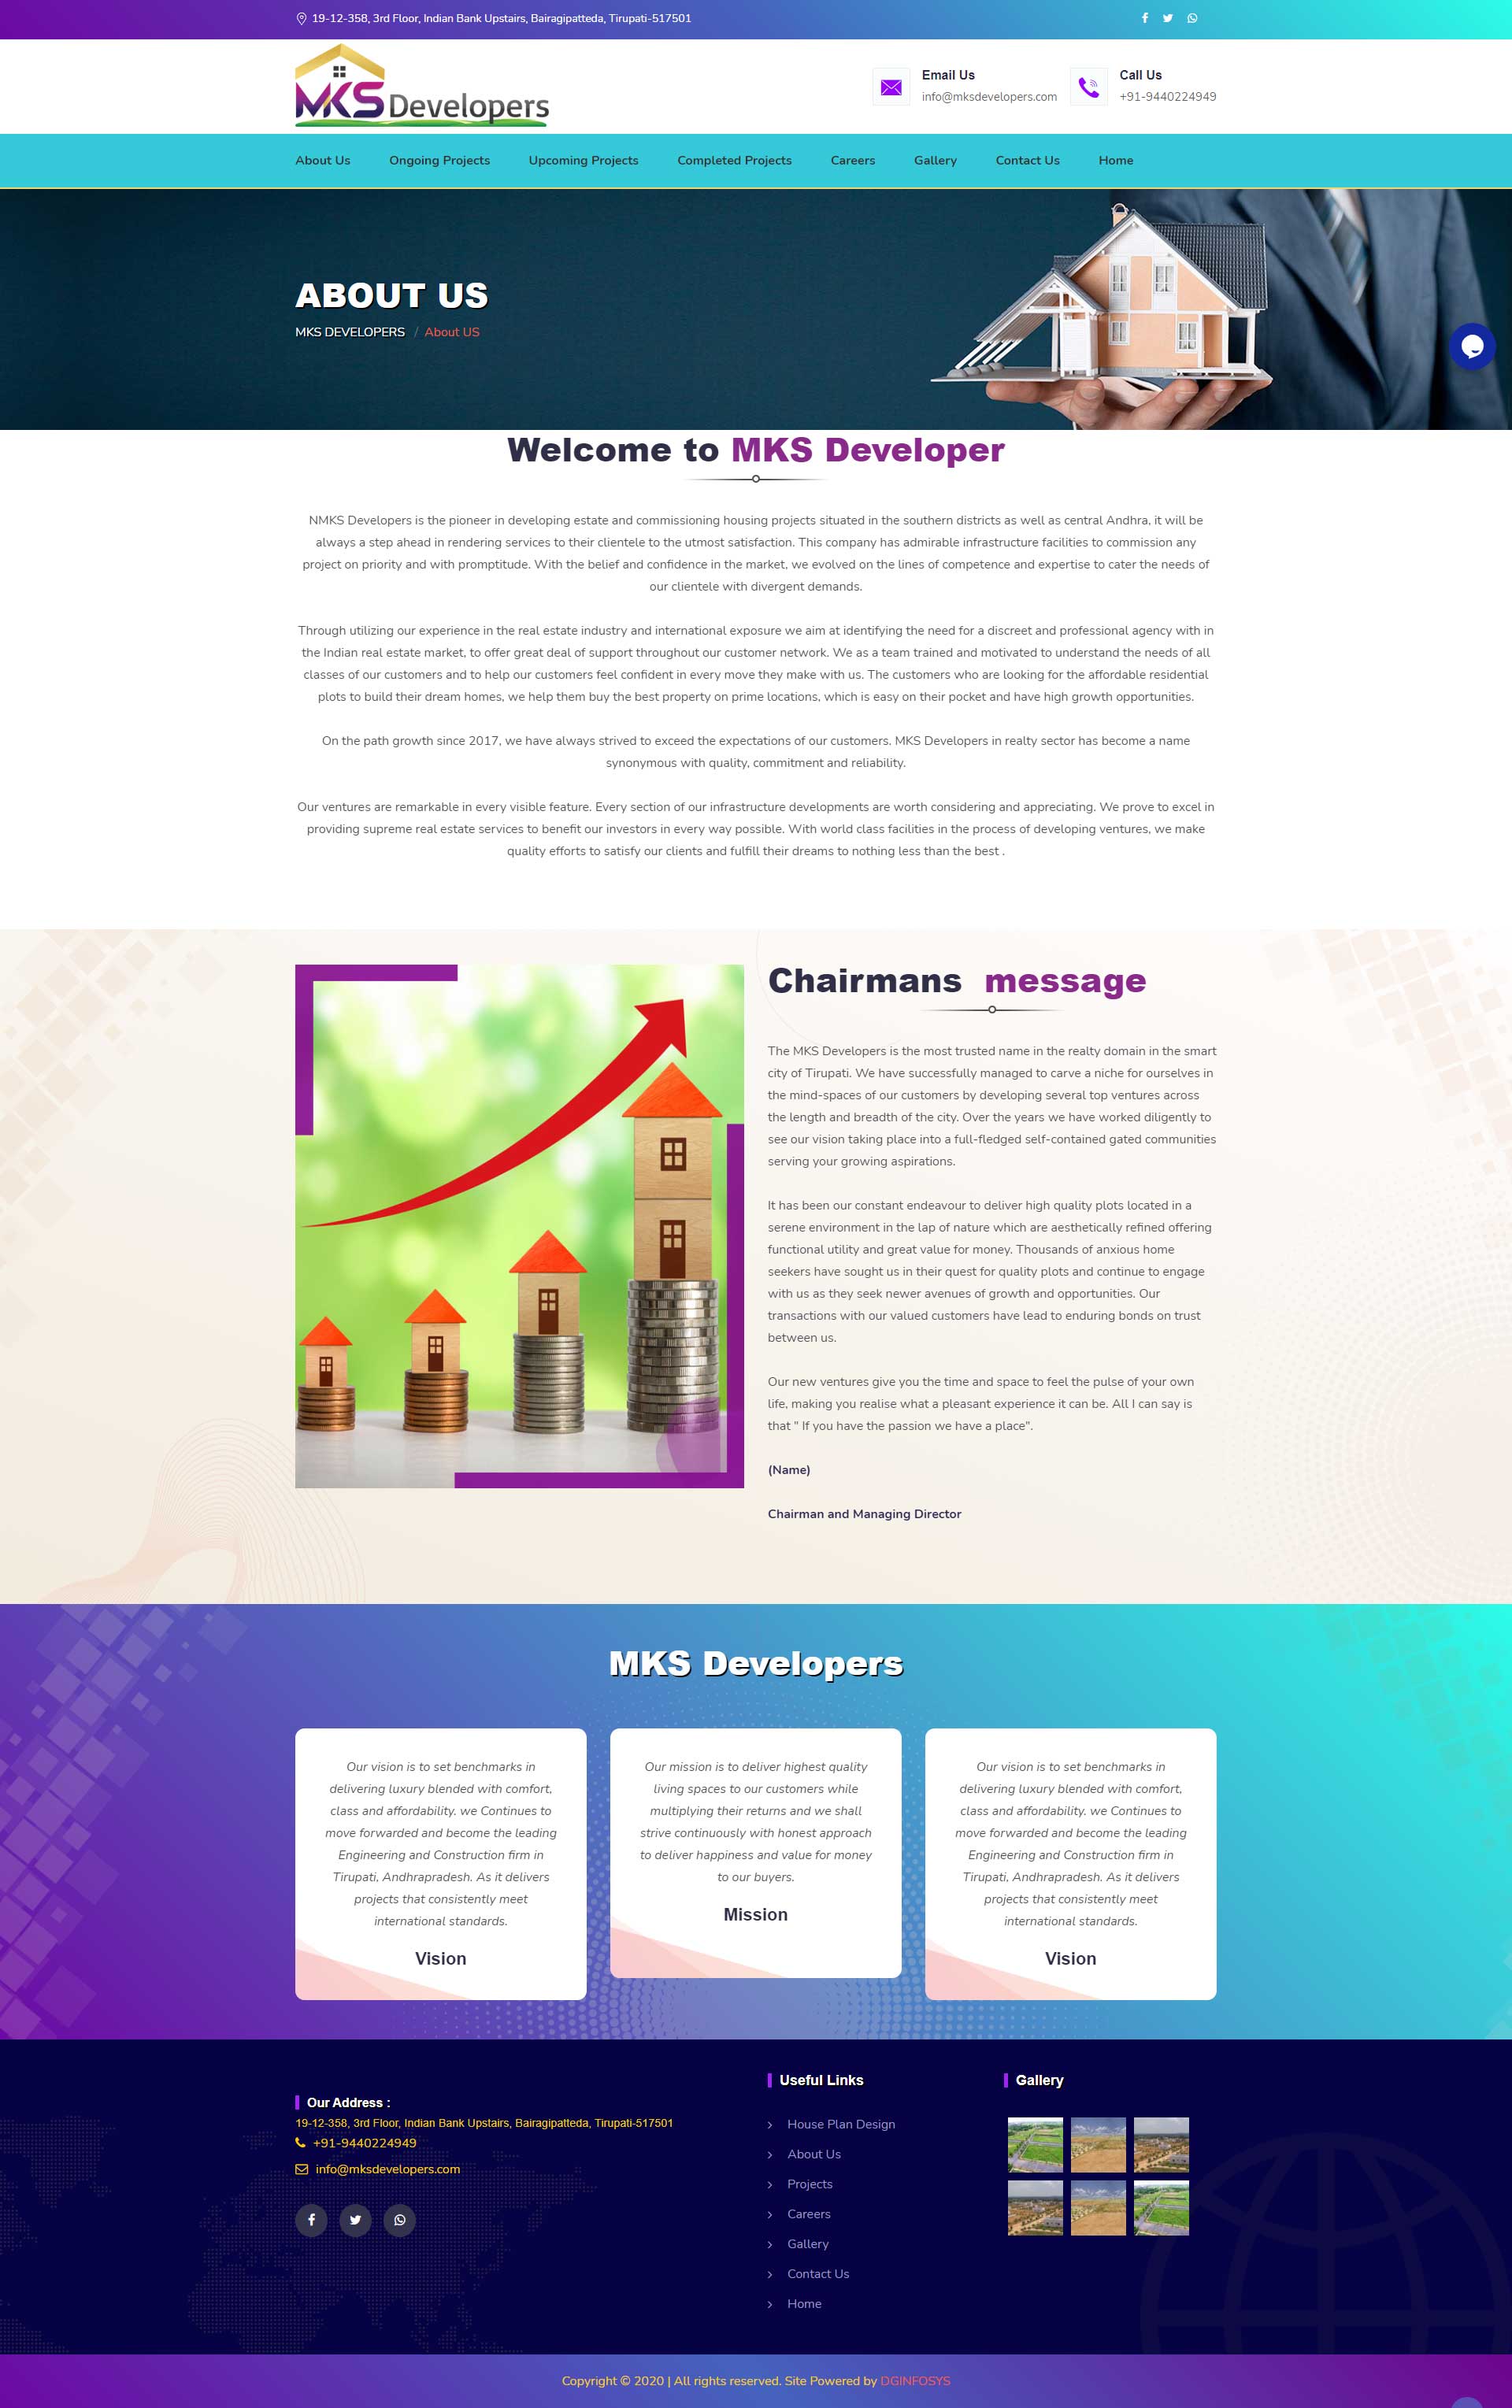 19-12-358, 3rd Floor, Indian Bank Upstairs, Bairagipatteda, Tirupati-517501
MKS Developers
Email Us
info@mksdevelopers.com
Call Us
+91-9440224949
About Us
Ongoing Projects
Upcoming Projects
Completed Projects
Careers
Gallery
Contact Us
Home
ABOUT US
MKS DEVELOPERS / About US
Welcome to MKS Developer
NMKS Developers is the pioneer in developing estate and commissioning housing projects situated in the southern districts as well as central Andhra, it will be
always a step ahead in rendering services to their clientele to the utmost satisfaction. This company has admirable infrastructure facilities to commission any
project on priority and with promptitude. With the belief and confidence in the market, we evolved on the lines of competence and expertise to cater the needs of
our clientele with divergent demands.
Through utilizing our experience in the real estate industry and international exposure we aim at identifying the need for a discreet and professional agency with in
the Indian real estate market, to offer great deal of support throughout our customer network. We as a team trained and motivated to understand the needs of all
classes of our customers and to help our customers feel confident in every move they make with us. The customers who are looking for the affordable residential
plots to build their dream homes, we help them buy the best property on prime locations, which is easy on their pocket and have high growth opportunities.
On the path growth since 2017, we have always strived to exceed the expectations of our customers. MKS Developers in realty sector has become a name
synonymous with quality, commitment and reliability.
Our ventures are remarkable in every visible feature. Every section of our infrastructure developments are worth considering and appreciating. We prove to excel in
providing supreme real estate services to benefit our investors in every way possible. With world class facilities in the process of developing ventures, we make
quality efforts to satisfy our clients and fulfill their dreams to nothing less than the best .
Chairmans message
The MKS Developers is the most trusted name in the realty domain in the smart
city of Tirupati. We have successfully managed to carve a niche for ourselves in
the mind-spaces of our customers by developing several top ventures across
the length and breadth of the city. Over the years we have worked diligently to
see our vision taking place into a full-fledged self-contained gated communities
serving your growing aspirations.
It has been our constant endeavour to deliver high quality plots located in a
serene environment in the lap of nature which are aesthetically refined offering
functional utility and great value for money. Thousands of anxious home
seekers have sought us in their quest for quality plots and continue to engage
with us as they seek newer avenues of growth and opportunities. Our
transactions with our valued customers have lead to enduring bonds on trust
between us.
Our new ventures give you the time and space to feel the pulse of your own
life, making you realise what a pleasant experience it can be. All I can say is
that " If you have the passion we have a place".
(Name)
Chairman and Managing Director
MKS Developers
Our vision is to set benchmarks in
delivering luxury blended with comfort,
class and affordability. we Continues to
move forwarded and become the leading
Engineering and Construction firm in
Tirupati, Andhrapradesh. As it delivers
projects that consistently meet
international standards.
Vision
Our mission is to deliver highest quality
living spaces to our customers while
multiplying their returns and we shall
strive continuously with honest approach
to deliver happiness and value for money
to our buyers.
Mission
Our vision is to set benchmarks in
delivering luxury blended with comfort,
class and affordability. we Continues to
move forwarded and become the leading
Engineering and Construction firm in
Tirupati, Andhrapradesh. As it delivers
projects that consistently meet
international standards.
Vision
Our Address :
19-12-358, 3rd Floor, Indian Bank Upstairs, Bairagipatteda, Tirupati-517501
+91-9440224949
info@mksdevelopers.com
Useful Links
House Plan Design
About Us
Projects
Careers
Gallery
Contact Us
Home
Gallery
Copyright © 2020 | All rights reserved. Site Powered by DGINFOSYS